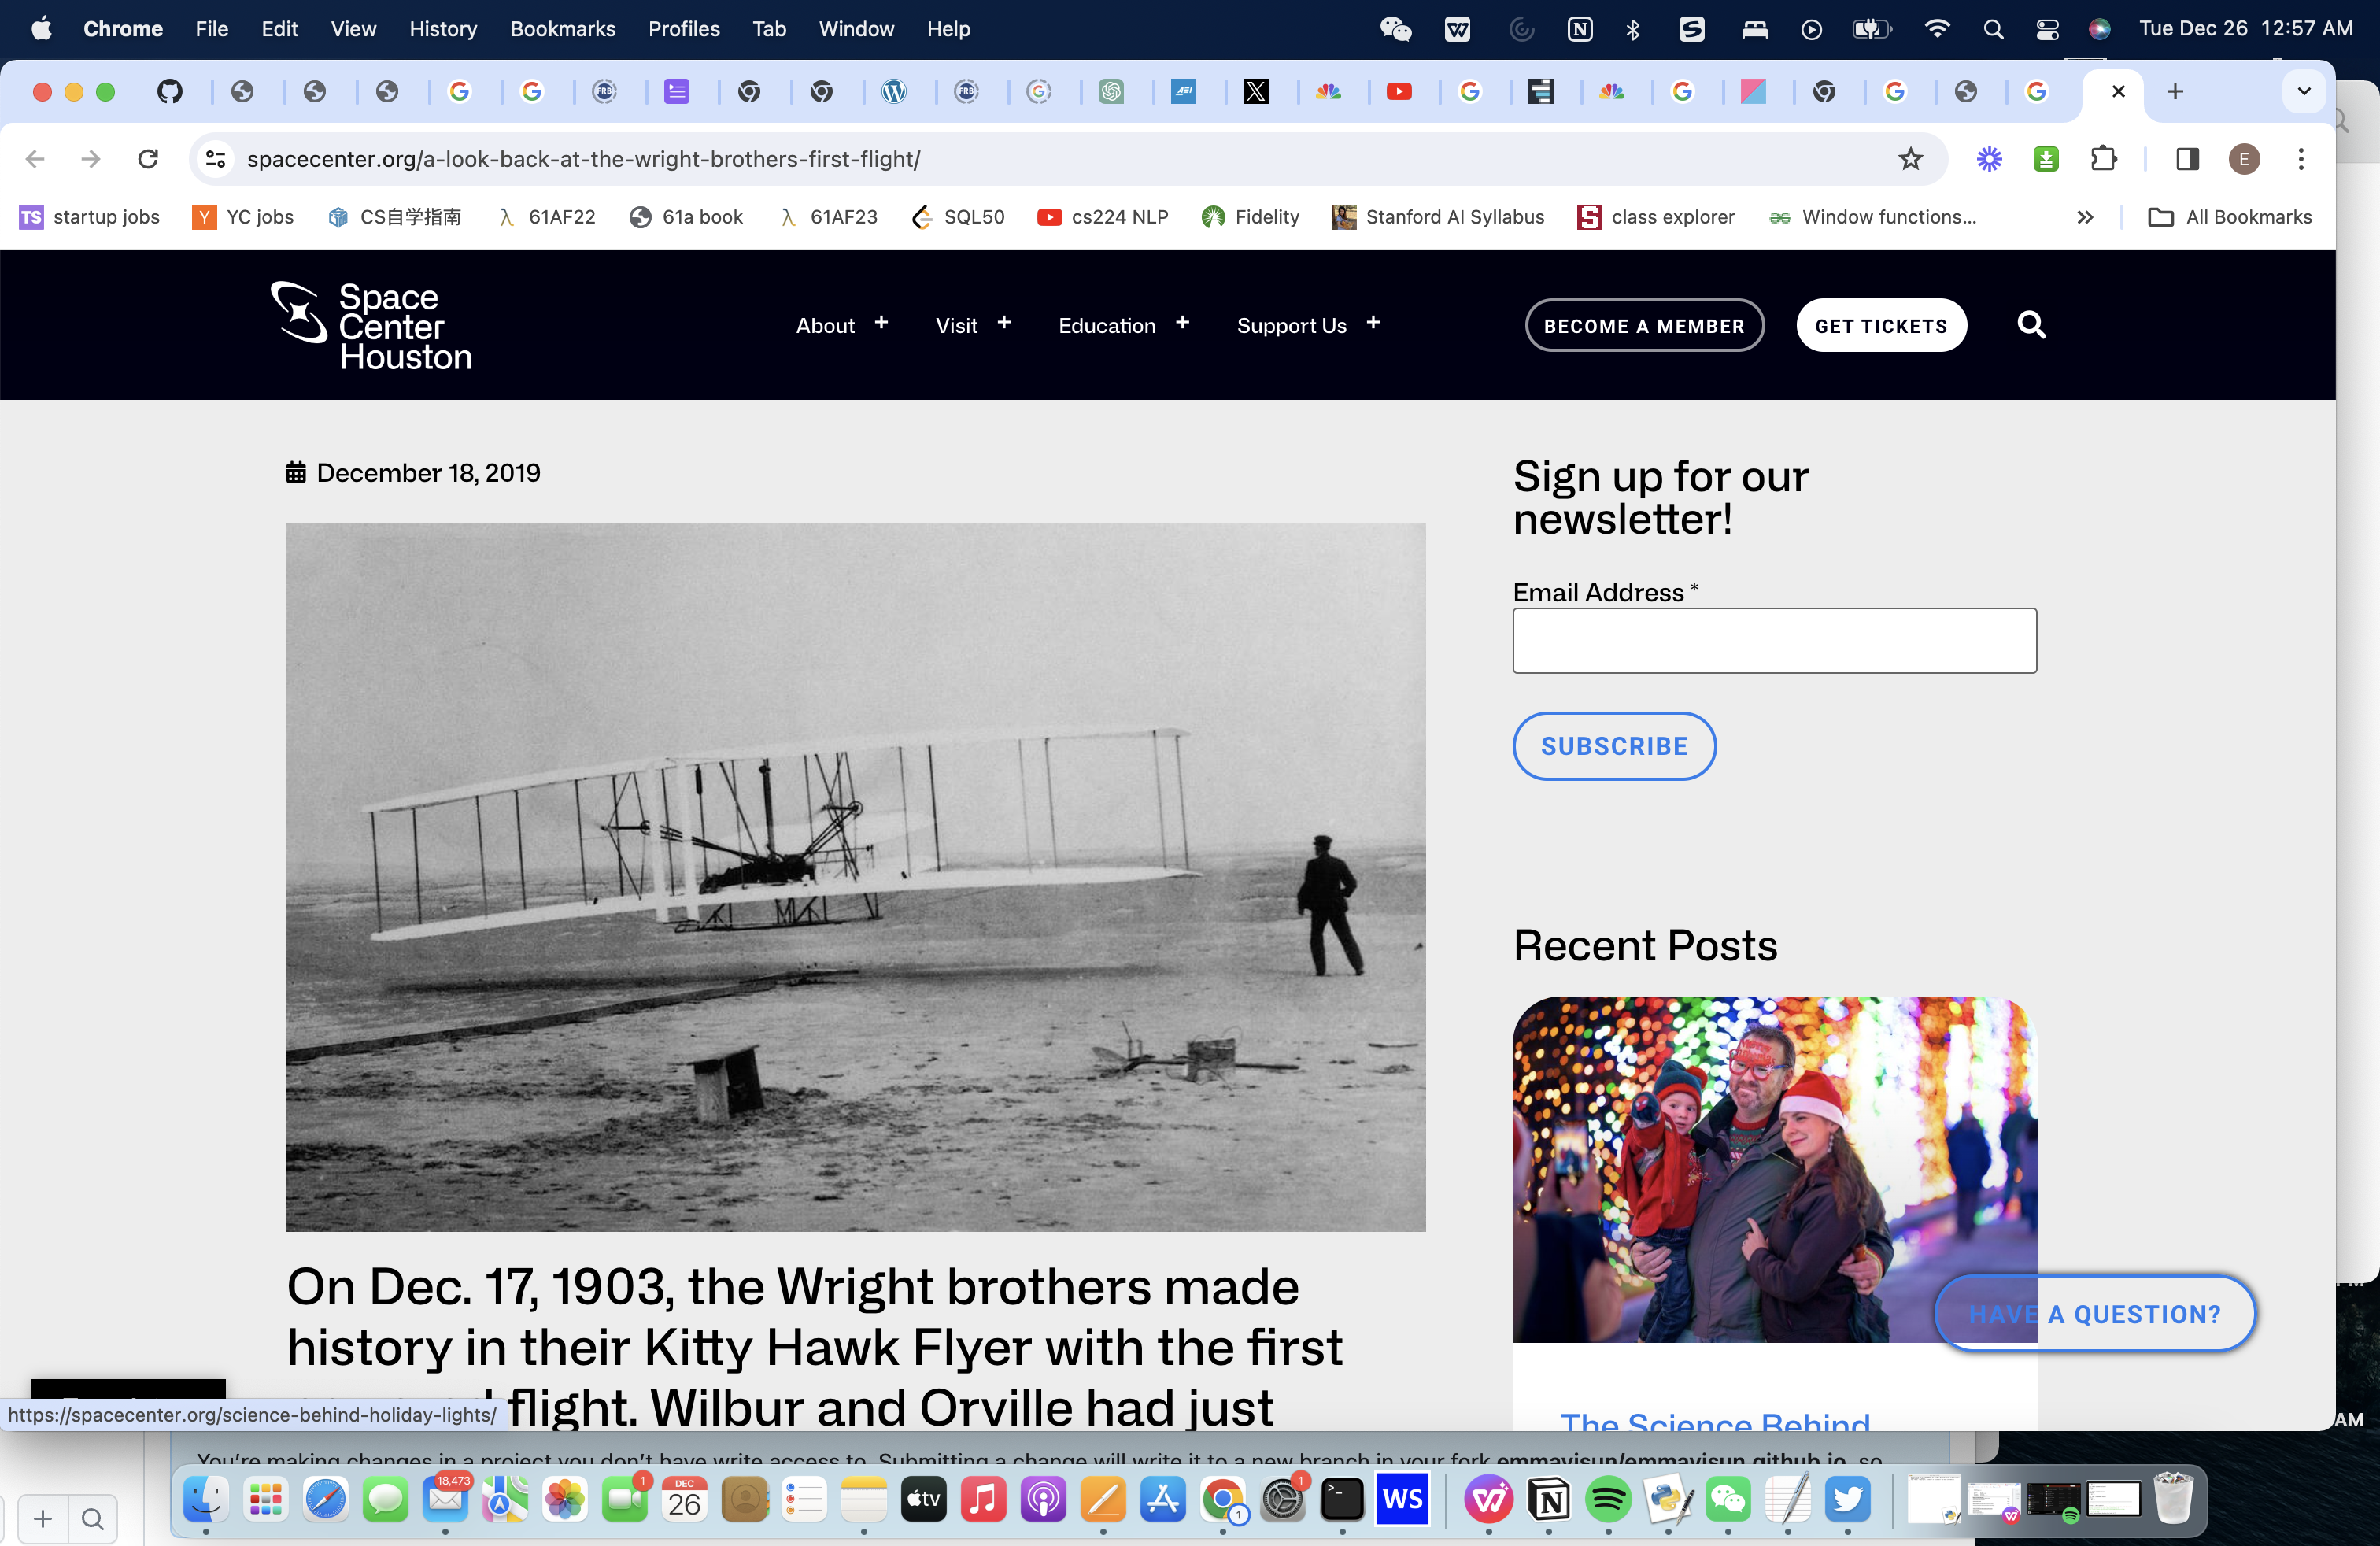 Chrome File Edit View History Bookmarks Profiles Tab Window Help Tue Dec 26 12:57 AM
spacecenter.org/a-look-back-at-the-wright-brothers-first-flight/ E
TS startup jobs Y YC jobs CS自学指南 61AF22 61a book 61AF23 SQL50 cs224 NLP Fidelity Stanford AI Syllabus S class explorer Window functions... All Bookmarks
Space
Center
Houston
About + Visit + Education + Support Us + BECOME A MEMBER GET TICKETS
December 18, 2019
On Dec. 17, 1903, the Wright brothers made
history in their Kitty Hawk Flyer with the first
flight. Wilbur and Orville had just
Sign up for our
newsletter!
Email Address *
SUBSCRIBE
Recent Posts
HAVE A QUESTION?
The Science Behind
https://spacecenter.org/science-behind-holiday-lights/
AM
You're making changes in a project you don't have write access to. Submitting a change will write it to a new branch in your fork emmavisun/emmavisun.github.io, so
18,473 1 DEC 26 tv 1 1 WS